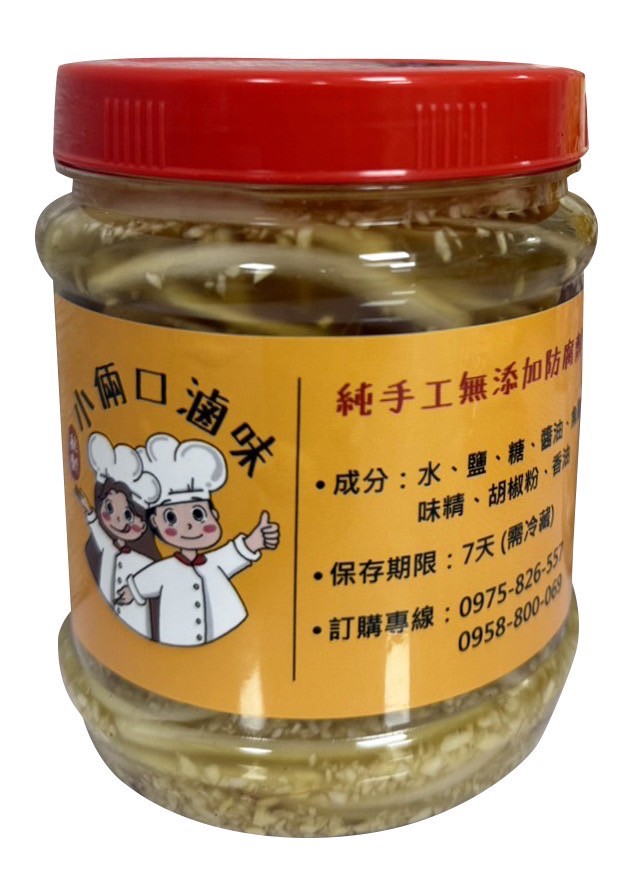 小倆口滷味
純手工無添加防腐
•成分：水、鹽、糖、醬油、
味精、胡椒粉、香油
•保存期限：7天(需冷藏)
•訂購專線：0975-826-557
0958-800-069